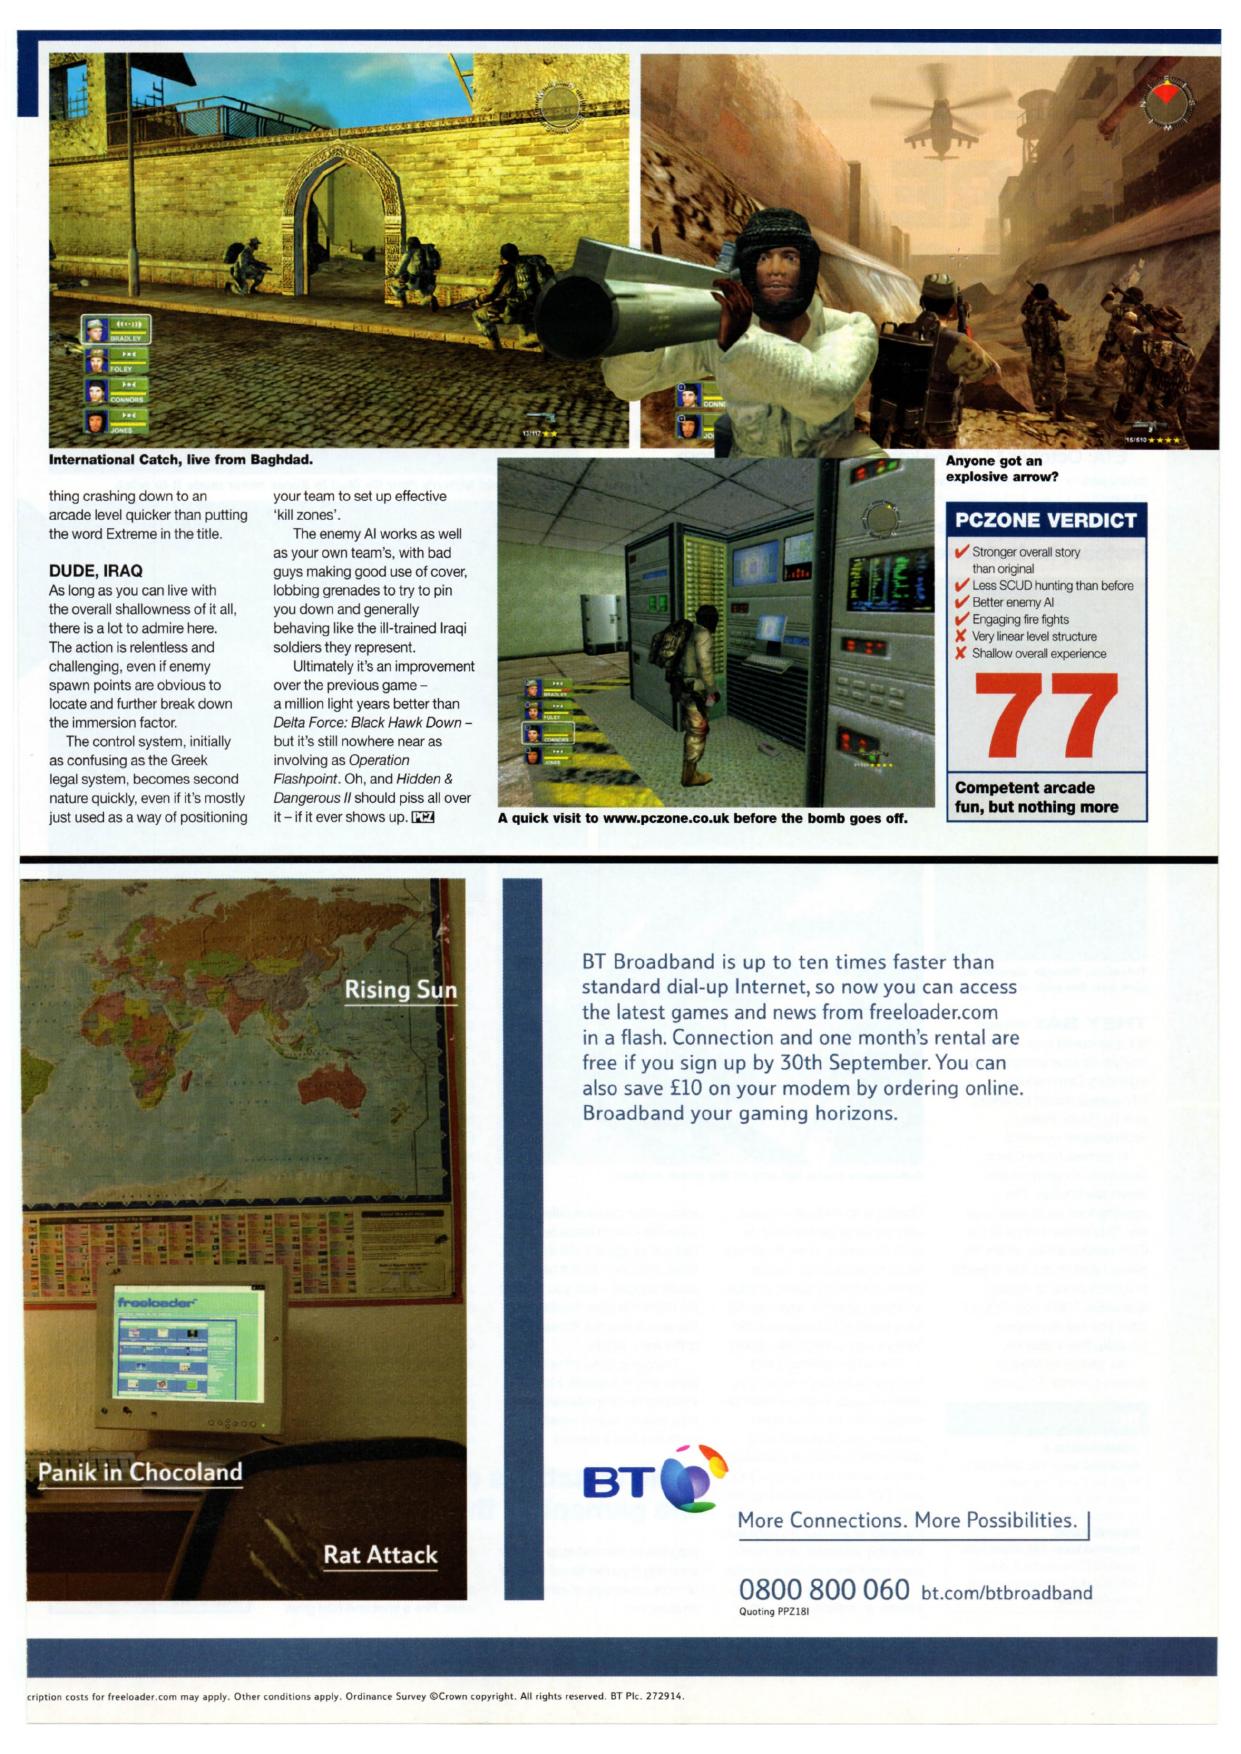 BRADLEY
FOLEY
CONNORS
JONES
13/117
15/510
International Catch, live from Baghdad.
Anyone got an
explosive arrow?
thing crashing down to an
arcade level quicker than putting
the word Extreme in the title.
DUDE, IRAQ
As long as you can live with
the overall shallowness of it all,
there is a lot to admire here.
The action is relentless and
challenging, even if enemy
spawn points are obvious to
locate and further break down
the immersion factor.
The control system, initially
as confusing as the Greek
legal system, becomes second
nature quickly, even if it's mostly
just used as a way of positioning
your team to set up effective
'kill zones'.
The enemy AI works as well
as your own team's, with bad
guys making good use of cover,
lobbing grenades to try to pin
you down and generally
behaving like the ill-trained Iraqi
soldiers they represent.
Ultimately it's an improvement
over the previous game –
a million light years better than
Delta Force: Black Hawk Down –
but it's still nowhere near as
involving as Operation
Flashpoint. Oh, and Hidden &
Dangerous II should piss all over
it – if it ever shows up. PCZ
BRADLEY
FOLEY
CONNORS
JONES
A quick visit to www.pczone.co.uk before the bomb goes off.
PCZONE VERDICT
✔ Stronger overall story
than original
✔ Less SCUD hunting than before
✔ Better enemy AI
✔ Engaging fire fights
✘ Very linear level structure
✘ Shallow overall experience
77
Competent arcade
fun, but nothing more
Rising Sun
freeloader
Panik in Chocoland
Rat Attack
BT Broadband is up to ten times faster than
standard dial-up Internet, so now you can access
the latest games and news from freeloader.com
in a flash. Connection and one month's rental are
free if you sign up by 30th September. You can
also save £10 on your modem by ordering online.
Broadband your gaming horizons.
BT
More Connections. More Possibilities.
0800 800 060 bt.com/btbroadband
Quoting PPZ18I
cription costs for freeloader.com may apply. Other conditions apply. Ordinance Survey ©Crown copyright. All rights reserved. BT Plc. 272914.